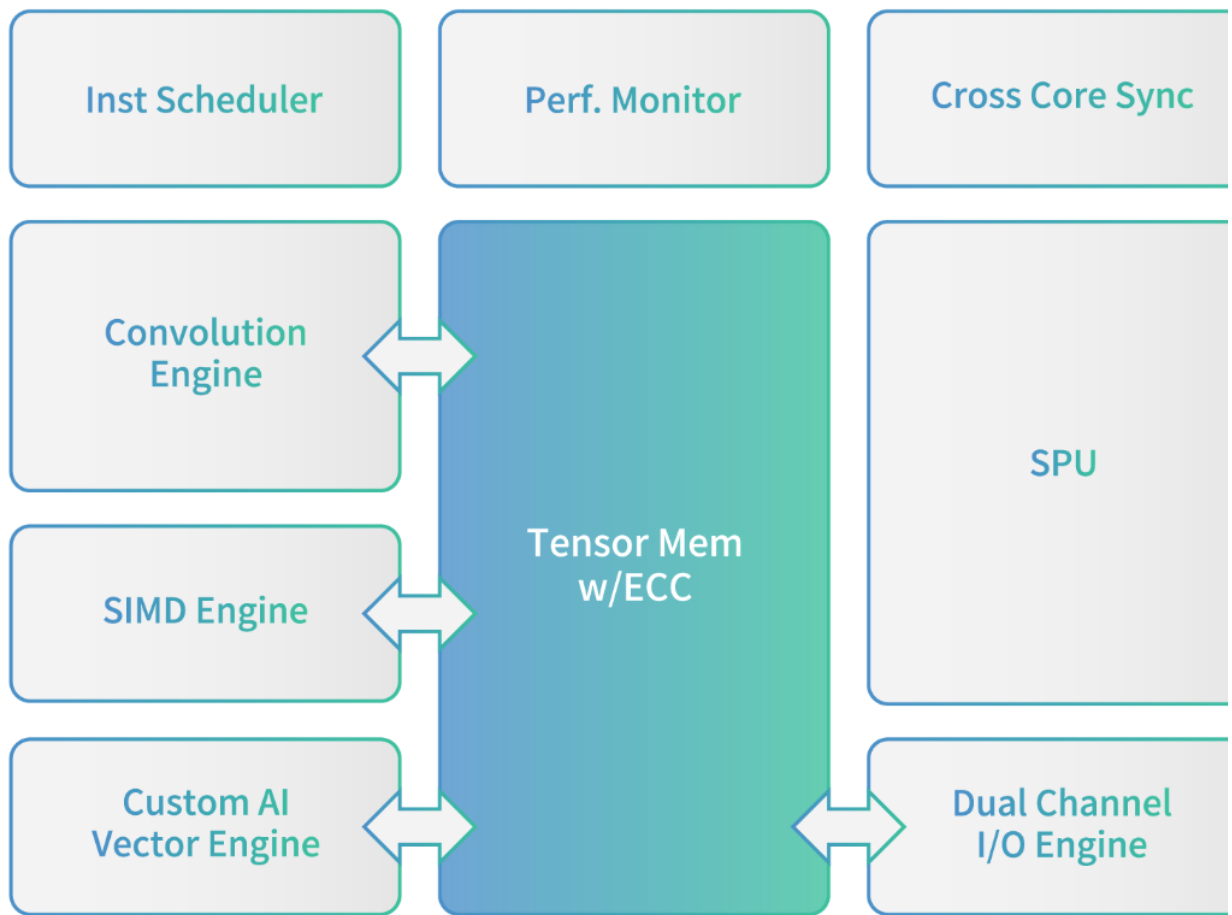 Inst Scheduler
Perf. Monitor
Cross Core Sync
Convolution
Engine
SPU
Tensor Mem
w/ECC
SIMD Engine
Custom AI
Vector Engine
Dual Channel
I/O Engine